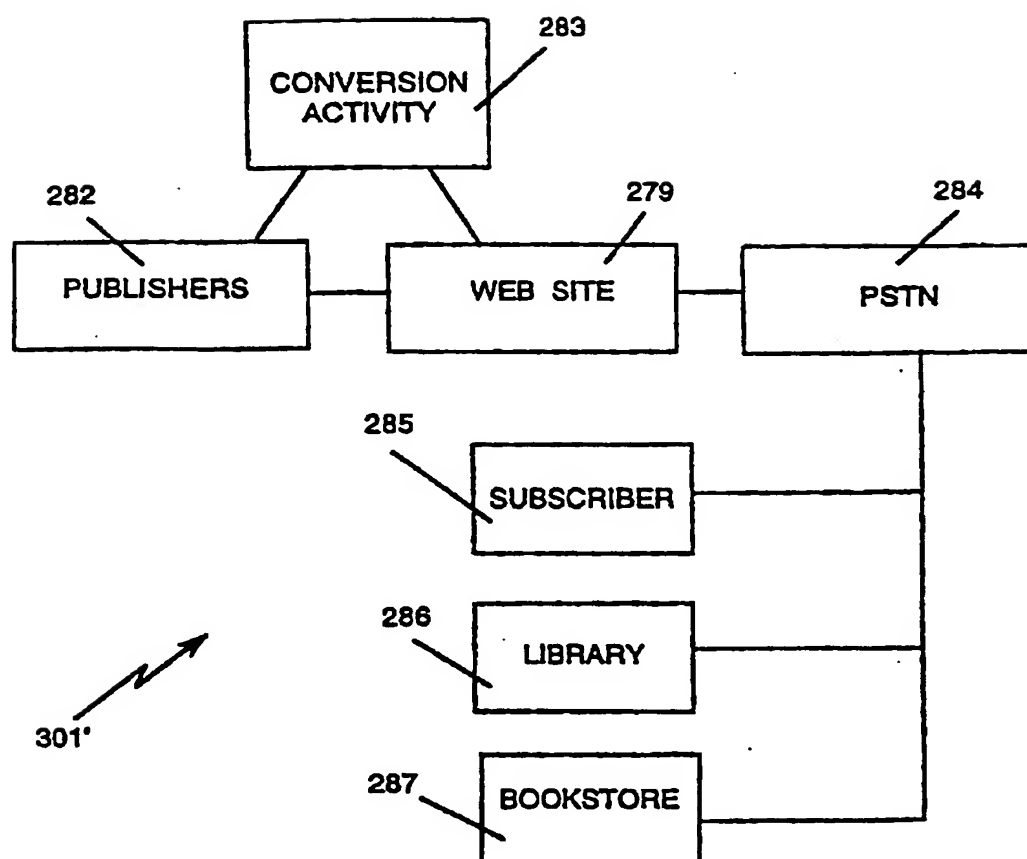 283
CONVERSION
ACTIVITY
282
279
284
PUBLISHERS
WEB SITE
PSTN
285
SUBSCRIBER
286
LIBRARY
301"
287
BOOKSTORE